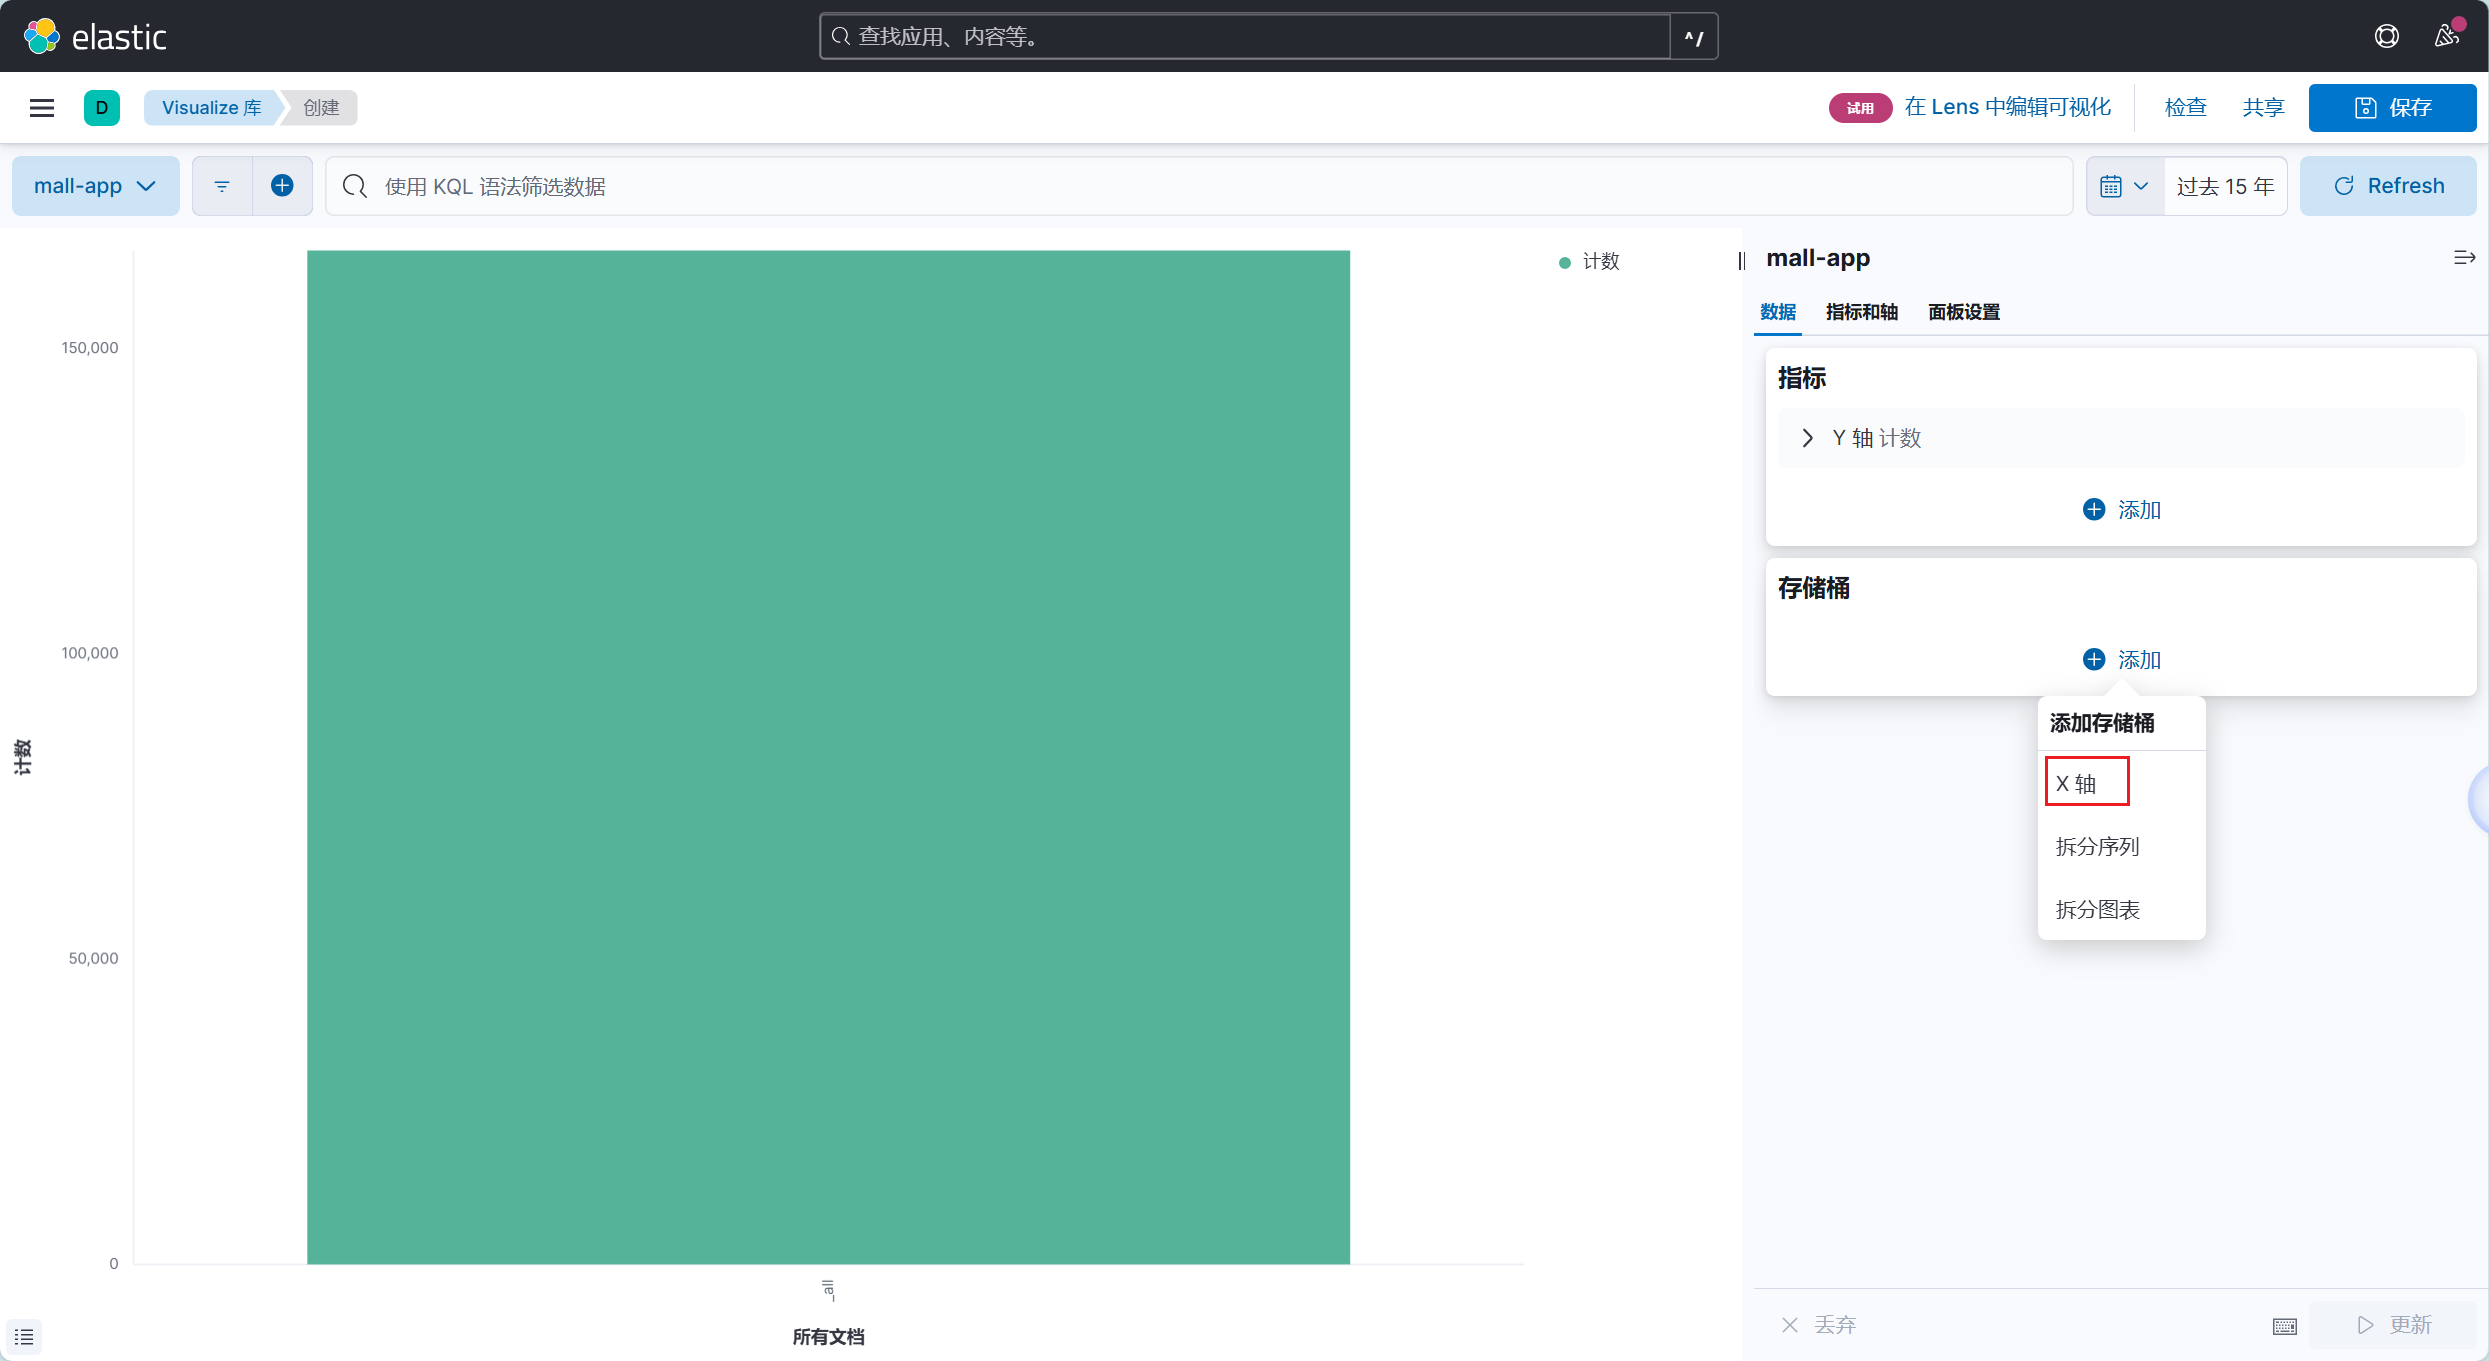 elastic
查找应用、内容等。
^/
D
Visualize 库
创建
试用
在 Lens 中编辑可视化
检查
共享
保存
mall-app
使用 KQL 语法筛选数据
过去 15 年
Refresh
计数
150,000
100,000
50,000
0
计数
_all
所有文档
mall-app
数据
指标和轴
面板设置
指标
Y 轴 计数
添加
存储桶
添加
添加存储桶
X 轴
拆分序列
拆分图表
丢弃
更新